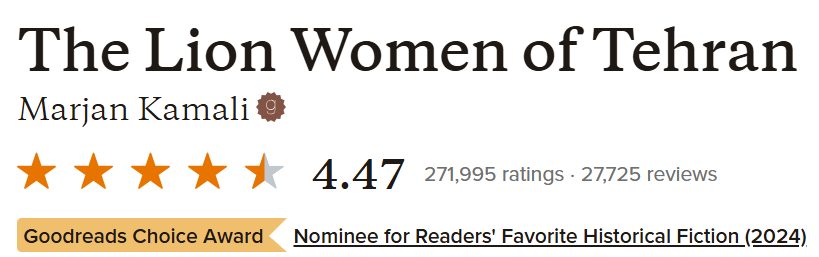 The Lion Women of Tehran
Marjan Kamali g
4.47 271,995 ratings · 27,725 reviews
Goodreads Choice Award Nominee for Readers' Favorite Historical Fiction (2024)